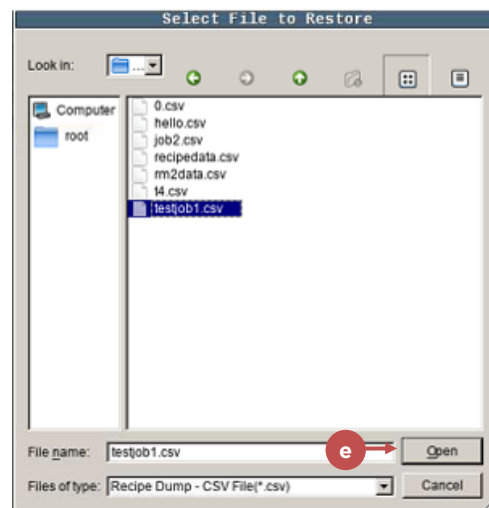 Select File to Restore
Look in: ...
Computer
root
0.csv
hello.csv
job2.csv
recipedata.csv
rm2data.csv
t4.csv
testjob1.csv
File name: testjob1.csv
e
Open
Files of type: Recipe Dump - CSV File(*.csv)
Cancel